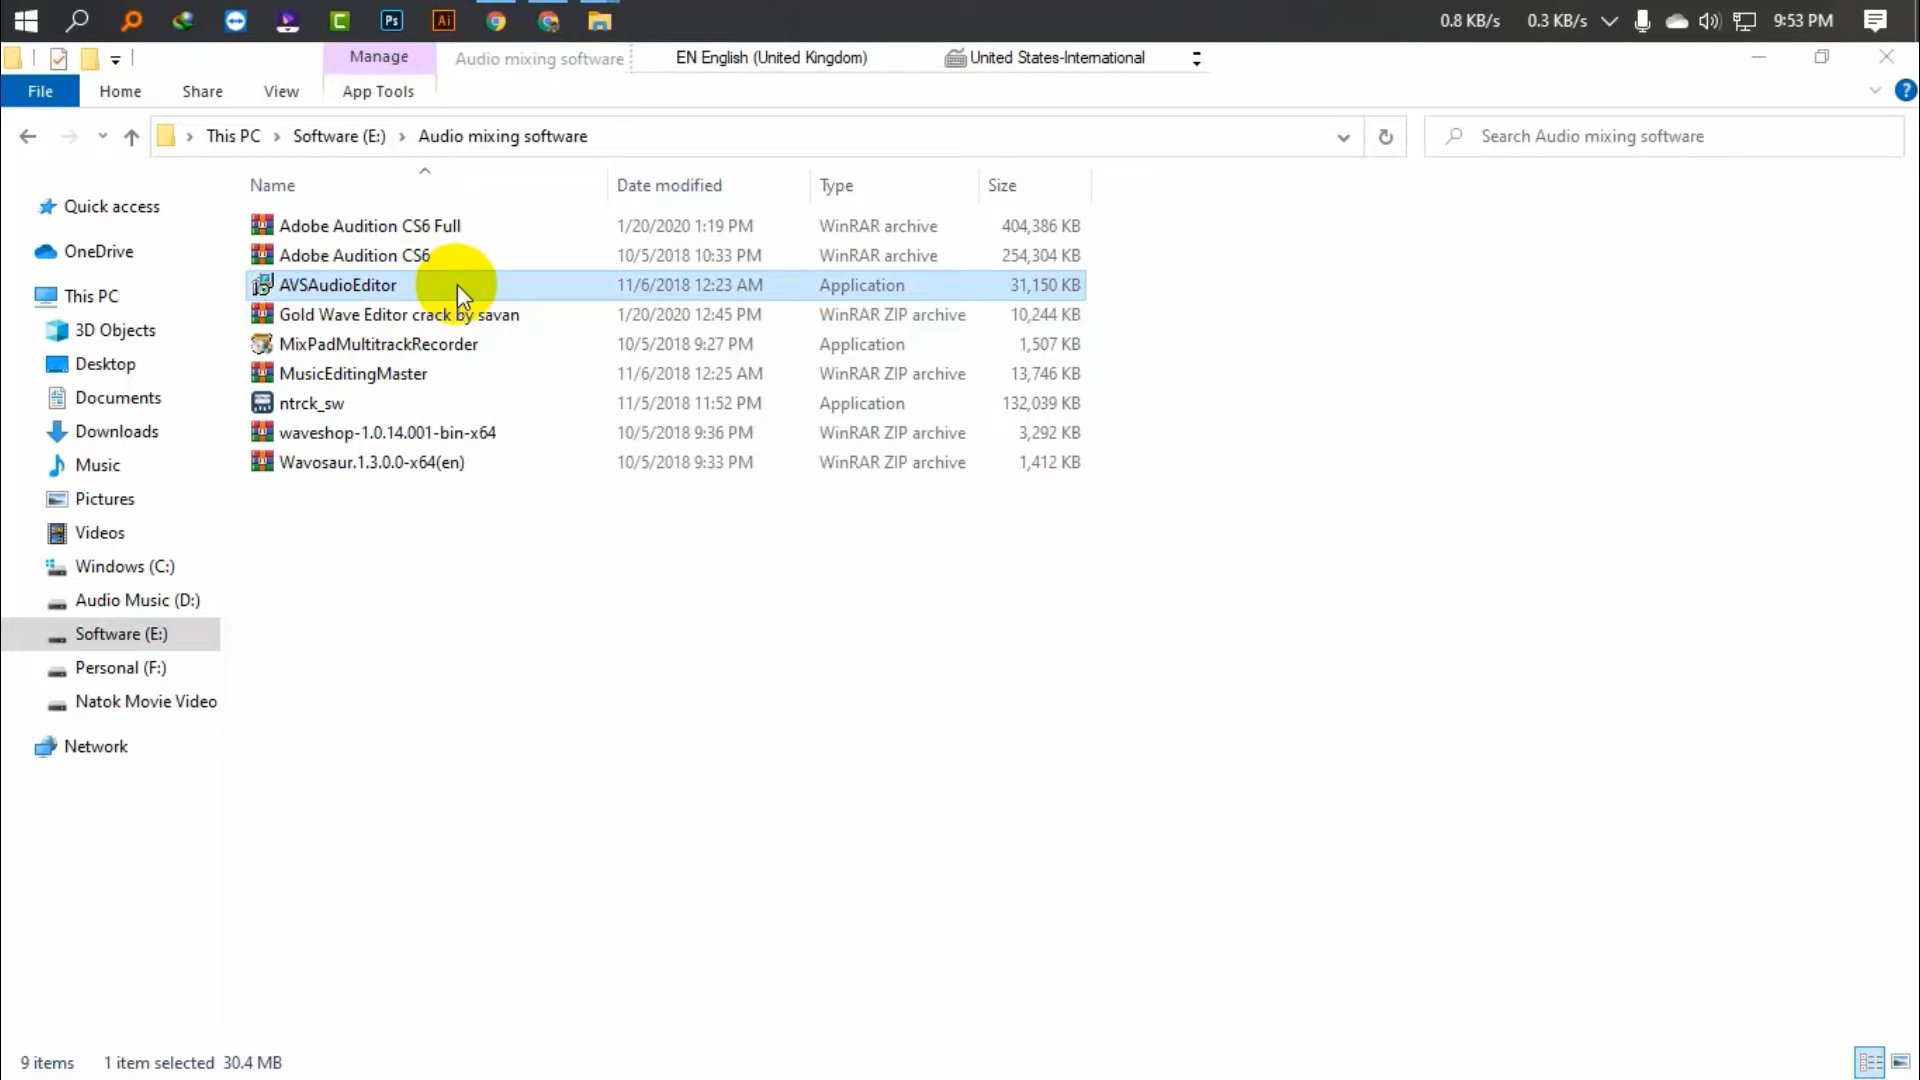 0.8 KB/s 0.3 KB/s 9:53 PM
Manage Audio mixing software EN English (United Kingdom) United States-International
File Home Share View App Tools
This PC Software (E:) Audio mixing software Search Audio mixing software
Name Date modified Type Size
Quick access
OneDrive
This PC
3D Objects
Desktop
Documents
Downloads
Music
Pictures
Videos
Windows (C:)
Audio Music (D:)
Software (E:)
Personal (F:)
Natok Movie Video
Network
Adobe Audition CS6 Full 1/20/2020 1:19 PM WinRAR archive 404,386 KB
Adobe Audition CS6 10/5/2018 10:33 PM WinRAR archive 254,304 KB
AVSAudioEditor 11/6/2018 12:23 AM Application 31,150 KB
Gold Wave Editor crack by savan 1/20/2020 12:45 PM WinRAR ZIP archive 10,244 KB
MixPadMultitrackRecorder 10/5/2018 9:27 PM Application 1,507 KB
MusicEditingMaster 11/6/2018 12:25 AM WinRAR ZIP archive 13,746 KB
ntrck_sw 11/5/2018 11:52 PM Application 132,039 KB
waveshop-1.0.14.001-bin-x64 10/5/2018 9:36 PM WinRAR ZIP archive 3,292 KB
Wavosaur.1.3.0.0-x64(en) 10/5/2018 9:33 PM WinRAR ZIP archive 1,412 KB
9 items 1 item selected 30.4 MB